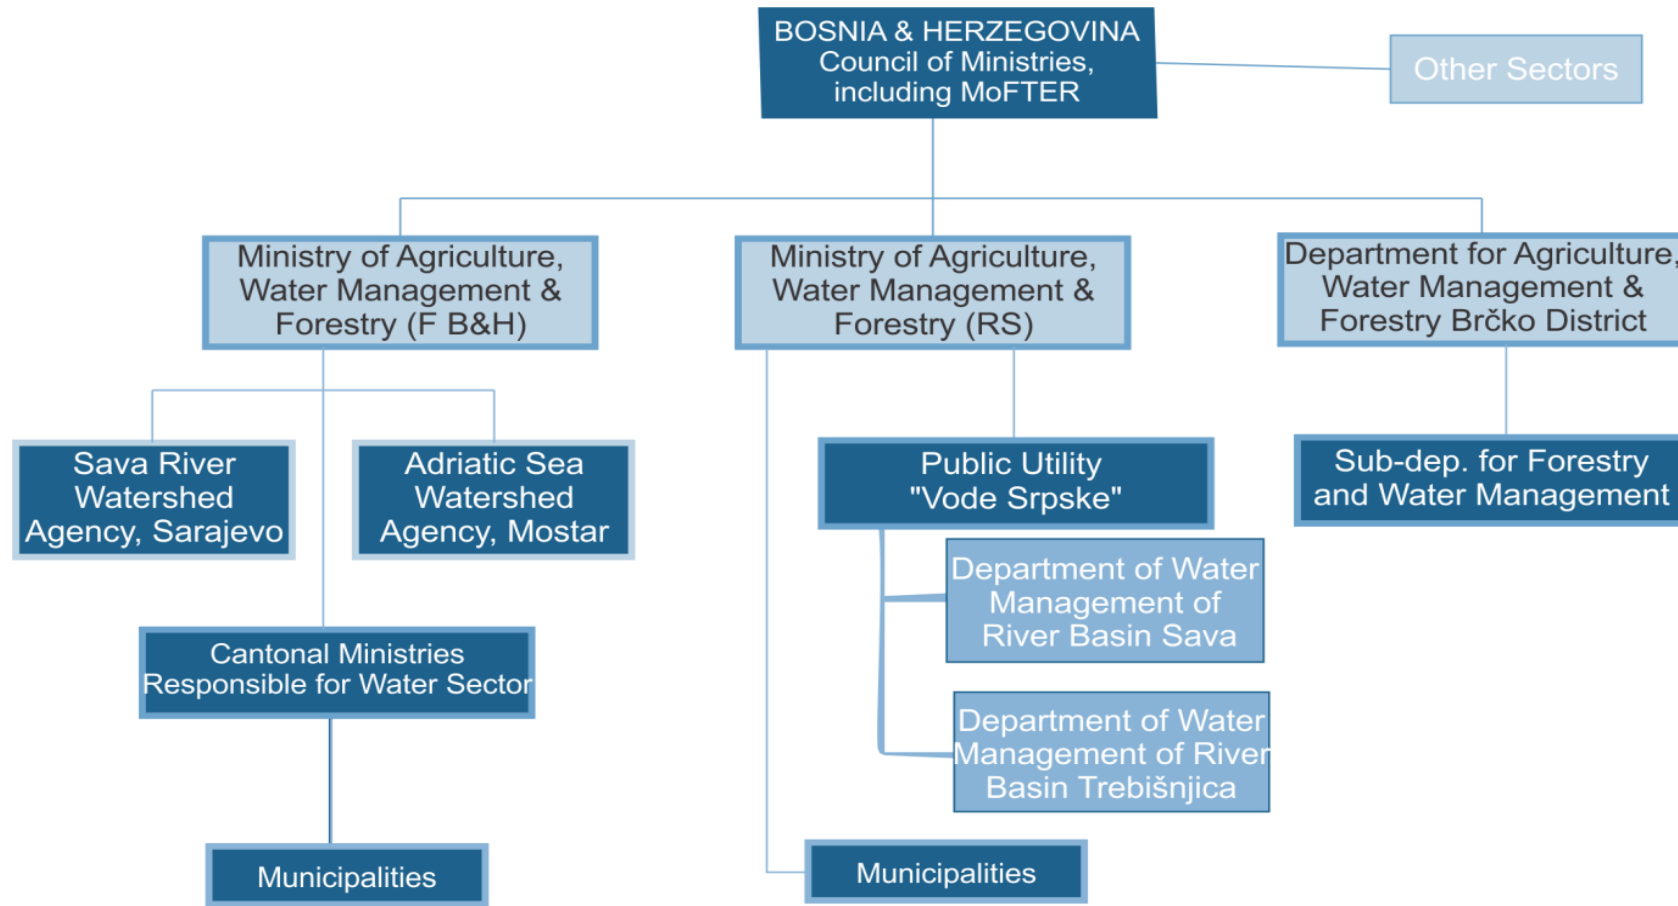 BOSNIA & HERZEGOVINA
Council of Ministries,
including MoFTER
Other Sectors
Ministry of Agriculture,
Water Management &
Forestry (F B&H)
Ministry of Agriculture,
Water Management &
Forestry (RS)
Department for Agriculture,
Water Management &
Forestry Brčko District
Sava River
Watershed
Agency, Sarajevo
Adriatic Sea
Watershed
Agency, Mostar
Public Utility
"Vode Srpske"
Sub-dep. for Forestry
and Water Management
Department of Water
Management of
River Basin Sava
Cantonal Ministries
Responsible for Water Sector
Department of Water
Management of River
Basin Trebišnjica
Municipalities
Municipalities